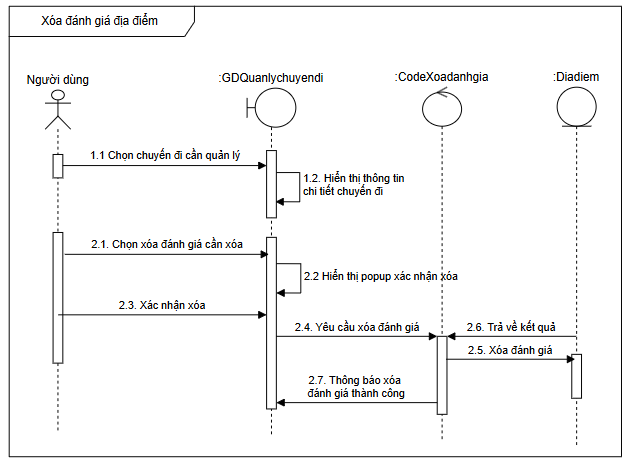 Xóa đánh giá địa điểm
Người dùng
:GDQuanlychuyendi
:CodeXoadanhgia
:Diadiem
1.1 Chọn chuyến đi cần quản lý
1.2. Hiển thị thông tin
chi tiết chuyến đi
2.1. Chọn xóa đánh giá cần xóa
2.2 Hiển thị popup xác nhận xóa
2.3. Xác nhận xóa
2.4. Yêu cầu xóa đánh giá
2.6. Trả về kết quả
2.5. Xóa đánh giá
2.7. Thông báo xóa
đánh giá thành công